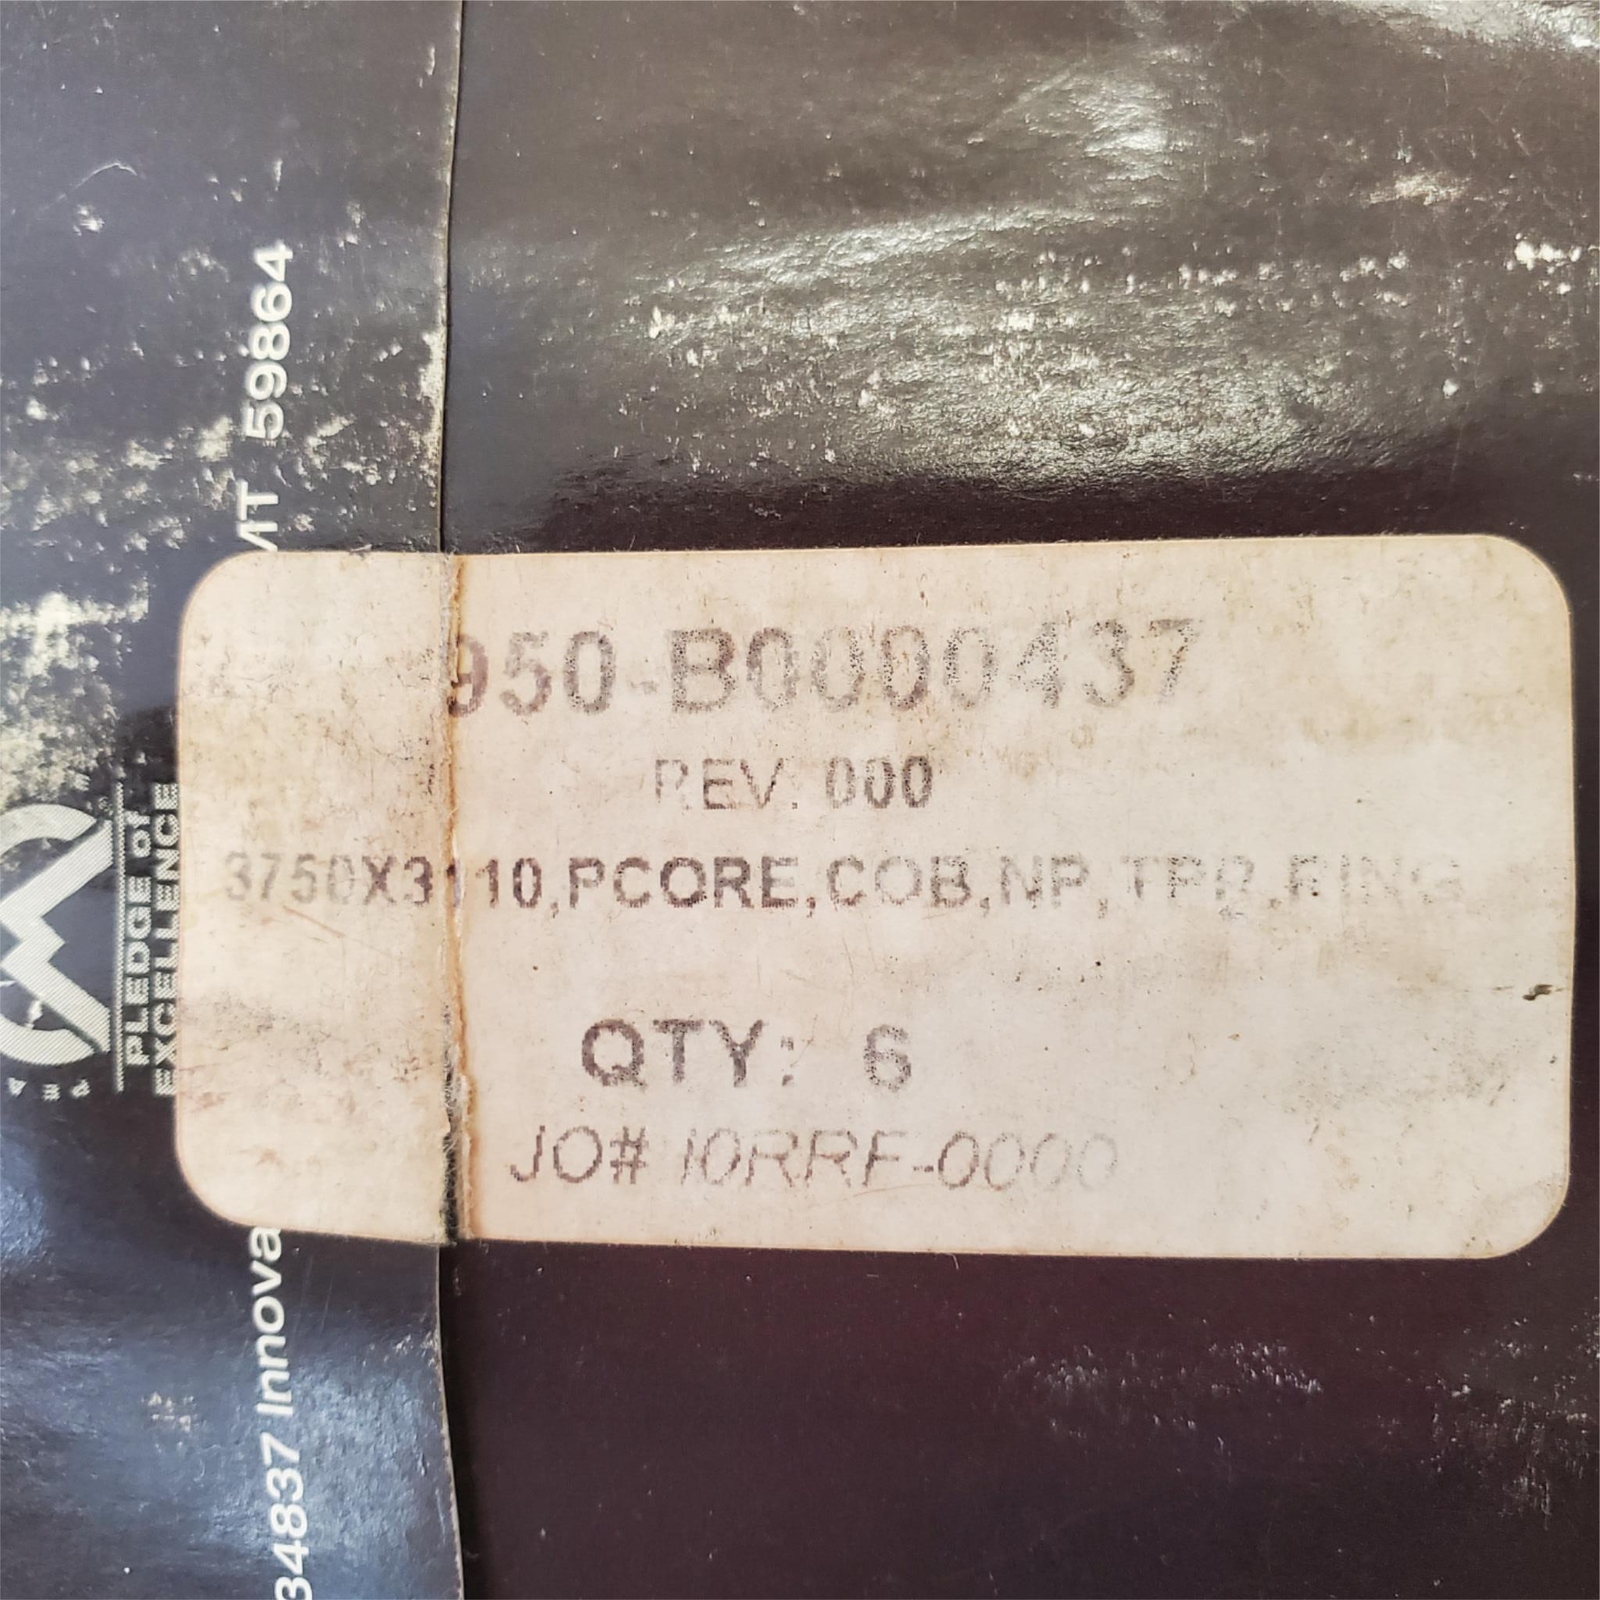 950-B0000437
REV. 000
3750X3110,PCORE,COB,NP,TPR,RING
QTY: 6
JO# I0RRF-0000
PLEDGE OF
EXCELLENCE
34837 Innova
MT 59864